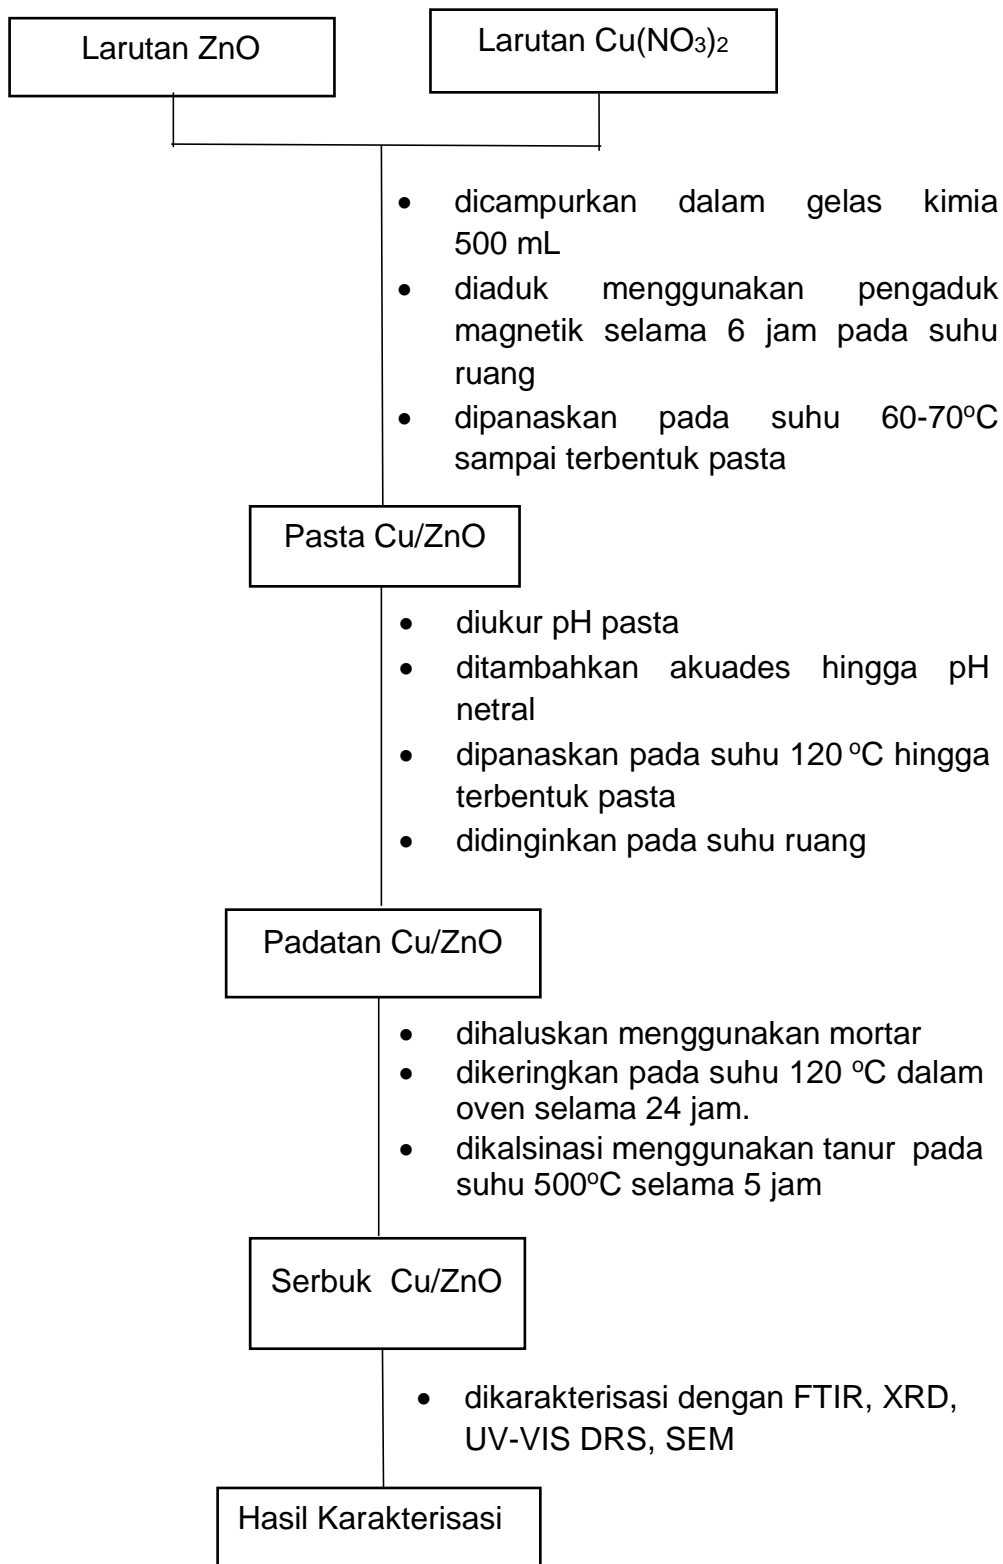 Larutan ZnO
Larutan Cu(NO₃)₂
• dicampurkan dalam gelas kimia
500 mL
• diaduk menggunakan pengaduk
magnetik selama 6 jam pada suhu
ruang
• dipanaskan pada suhu 60-70ºC
sampai terbentuk pasta
Pasta Cu/ZnO
• diukur pH pasta
• ditambahkan akuades hingga pH
netral
• dipanaskan pada suhu 120 ºC hingga
terbentuk pasta
• didinginkan pada suhu ruang
Padatan Cu/ZnO
• dihaluskan menggunakan mortar
• dikeringkan pada suhu 120 ºC dalam
oven selama 24 jam.
• dikalsinasi menggunakan tanur pada
suhu 500ºC selama 5 jam
Serbuk Cu/ZnO
• dikarakterisasi dengan FTIR, XRD,
UV-VIS DRS, SEM
Hasil Karakterisasi